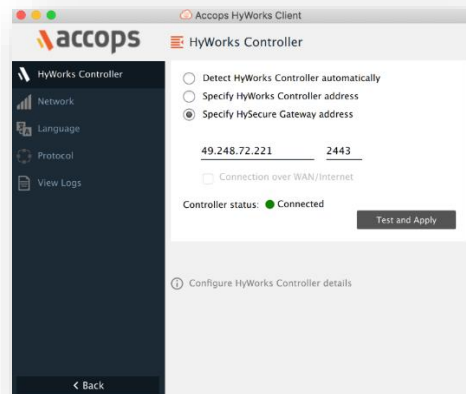 Accops HyWorks Client
accops
HyWorks Controller
HyWorks Controller
Network
Language
Protocol
View Logs
Detect HyWorks Controller automatically
Specify HyWorks Controller address
Specify HySecure Gateway address
49.248.72.221 2443
Connection over WAN/Internet
Controller status: Connected
Test and Apply
Configure HyWorks Controller details
< Back